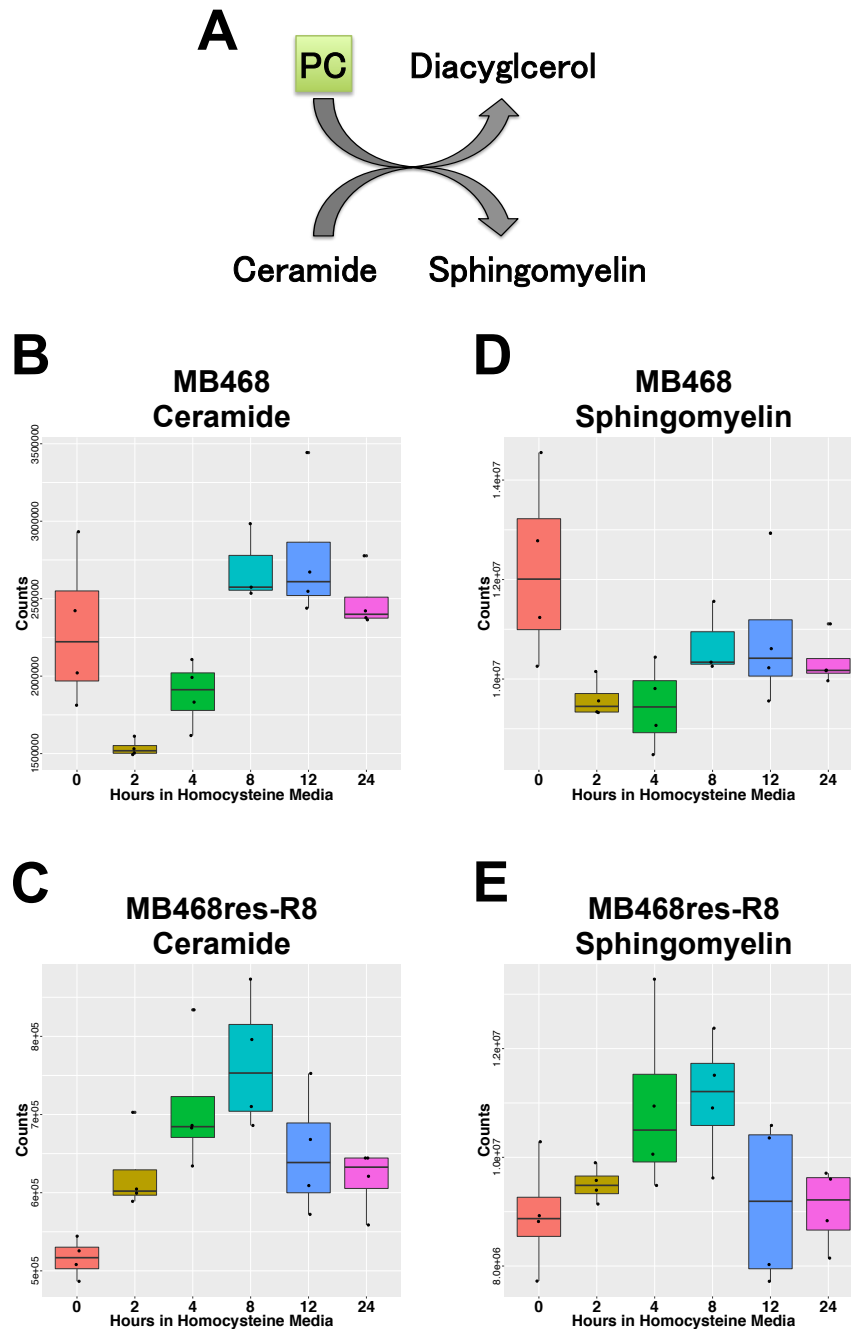 A
PC
Diacyglcerol
Ceramide
Sphingomyelin
B
MB468
Ceramide
Counts
3500000
3000000
2500000
2000000
1500000
0 2 4 8 12 24
Hours in Homocysteine Media
D
MB468
Sphingomyelin
Counts
1.4e+07
1.2e+07
1.0e+07
0 2 4 8 12 24
Hours in Homocysteine Media
C
MB468res-R8
Ceramide
Counts
8e+05
7e+05
6e+05
5e+05
0 2 4 8 12 24
Hours in Homocysteine Media
E
MB468res-R8
Sphingomyelin
Counts
1.2e+07
1.0e+07
8.0e+06
0 2 4 8 12 24
Hours in Homocysteine Media